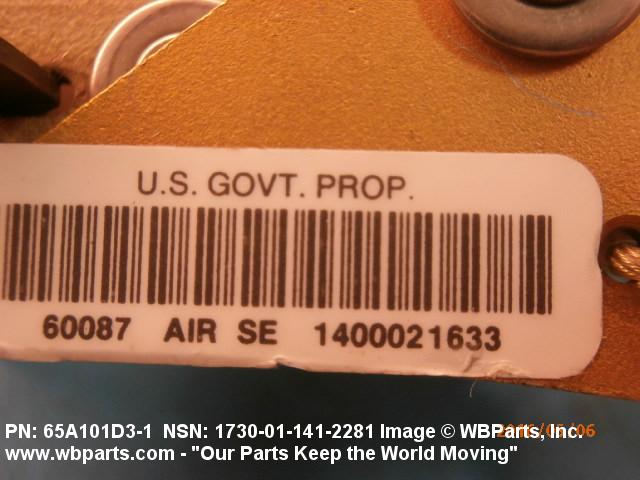 U.S. GOVT. PROP.
60087 AIR SE 1400021633
PN: 65A101D3-1 NSN: 1730-01-141-2281 Image © WBParts, Inc.
www.wbparts.com - "Our Parts Keep the World Moving"